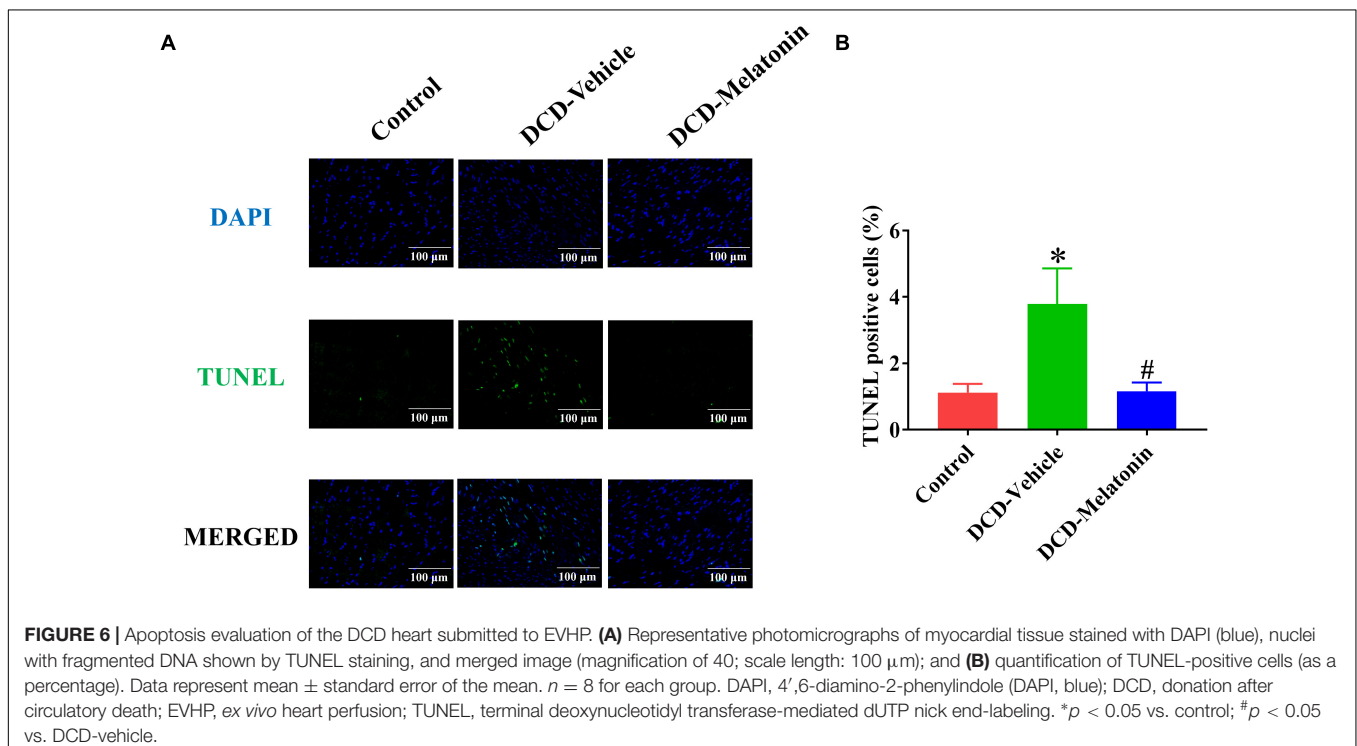 A
B
Control
DCD-Vehicle
DCD-Melatonin
DAPI
100 µm
100 µm
100 µm
TUNEL
100 µm
100 µm
100 µm
MERGED
100 µm
100 µm
100 µm
TUNEL positive cells (%)
6
4
2
0
*
#
Control
DCD-Vehicle
DCD-Melatonin
FIGURE 6 | Apoptosis evaluation of the DCD heart submitted to EVHP. (A) Representative photomicrographs of myocardial tissue stained with DAPI (blue), nuclei
with fragmented DNA shown by TUNEL staining, and merged image (magnification of 40; scale length: 100 µm); and (B) quantification of TUNEL-positive cells (as a
percentage). Data represent mean ± standard error of the mean. n = 8 for each group. DAPI, 4′,6-diamino-2-phenylindole (DAPI, blue); DCD, donation after
circulatory death; EVHP, ex vivo heart perfusion; TUNEL, terminal deoxynucleotidyl transferase-mediated dUTP nick end-labeling. *p < 0.05 vs. control; #p < 0.05
vs. DCD-vehicle.